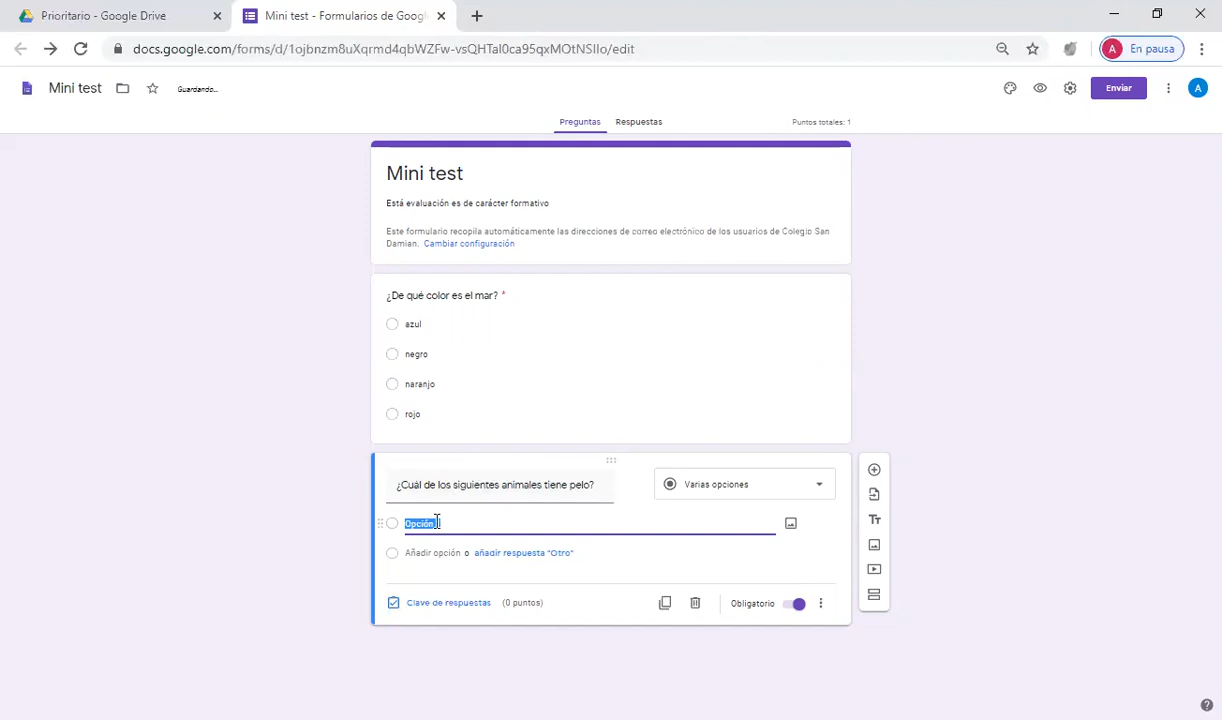 Prioritario - Google Drive
Mini test - Formularios de Goog
docs.google.com/forms/d/1ojbnzm8uXqrmd4qbWZFw-vsQHTal0ca95qxMOtNSIlo/edit
A En pausa
Mini test
Guardando...
Enviar
A
Preguntas
Respuestas
Puntos totales: 1
Mini test
Está evaluación es de carácter formativo
Este formulario recopila automáticamente las direcciones de correo electrónico de los usuarios de Colegio San
Damian. Cambiar configuración
¿De qué color es el mar? *
azul
negro
naranjo
rojo
¿Cuál de los siguientes animales tiene pelo?
Varias opciones
Opción
Añadir opción o añadir respuesta "Otro"
Clave de respuestas (0 puntos)
Obligatorio